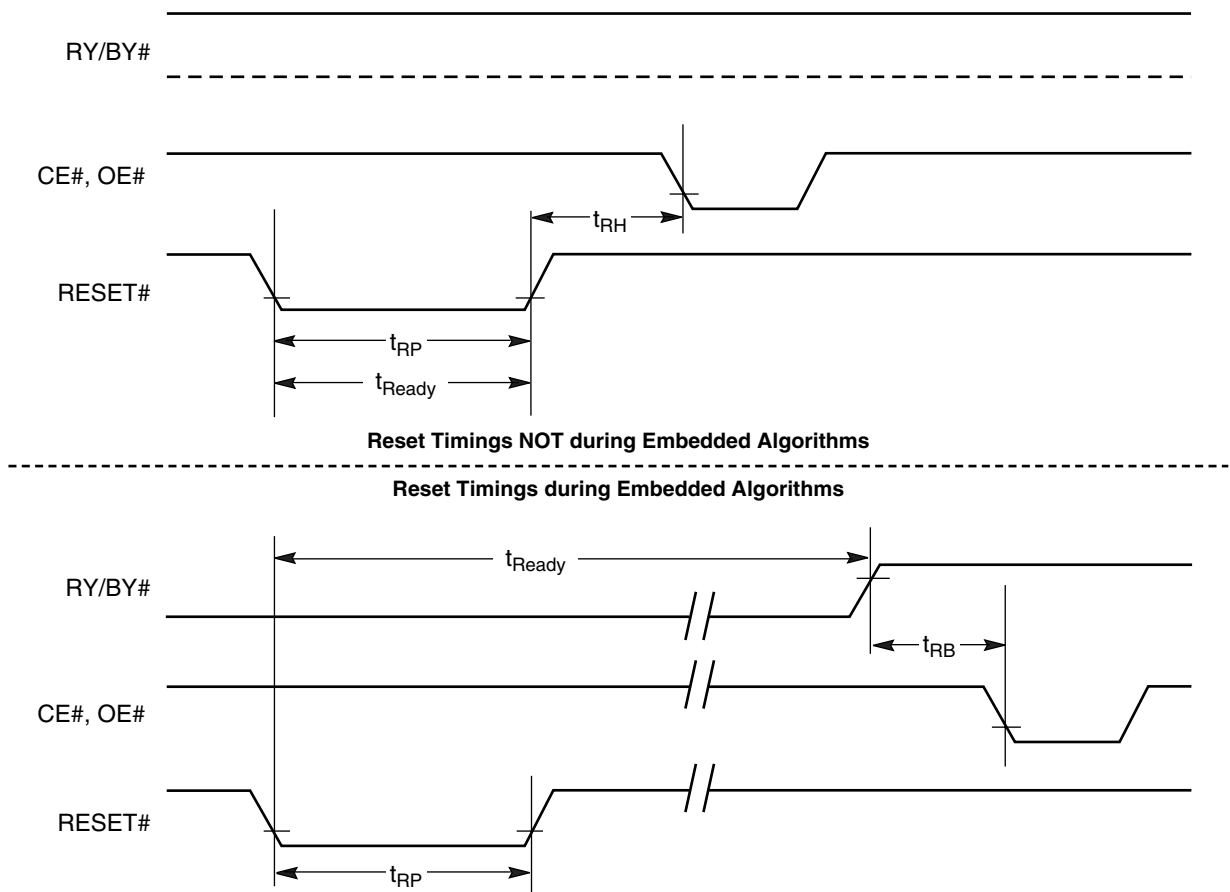 RY/BY#
CE#, OE#
tRH
RESET#
tRP
tReady
Reset Timings NOT during Embedded Algorithms
Reset Timings during Embedded Algorithms
tReady
RY/BY#
tRB
CE#, OE#
RESET#
tRP